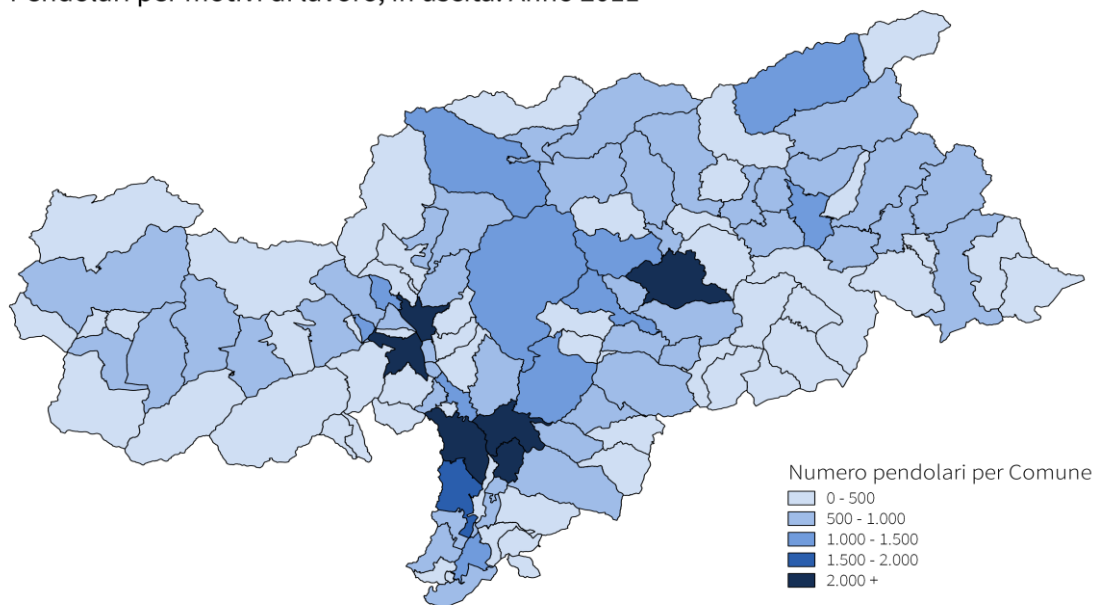 Pendolari per motivi di lavoro, in uscita. Anno
Numero pendolari per Comune
0 - 500
500 - 1.000
1.000 - 1.500
1.500 - 2.000
2.000 +